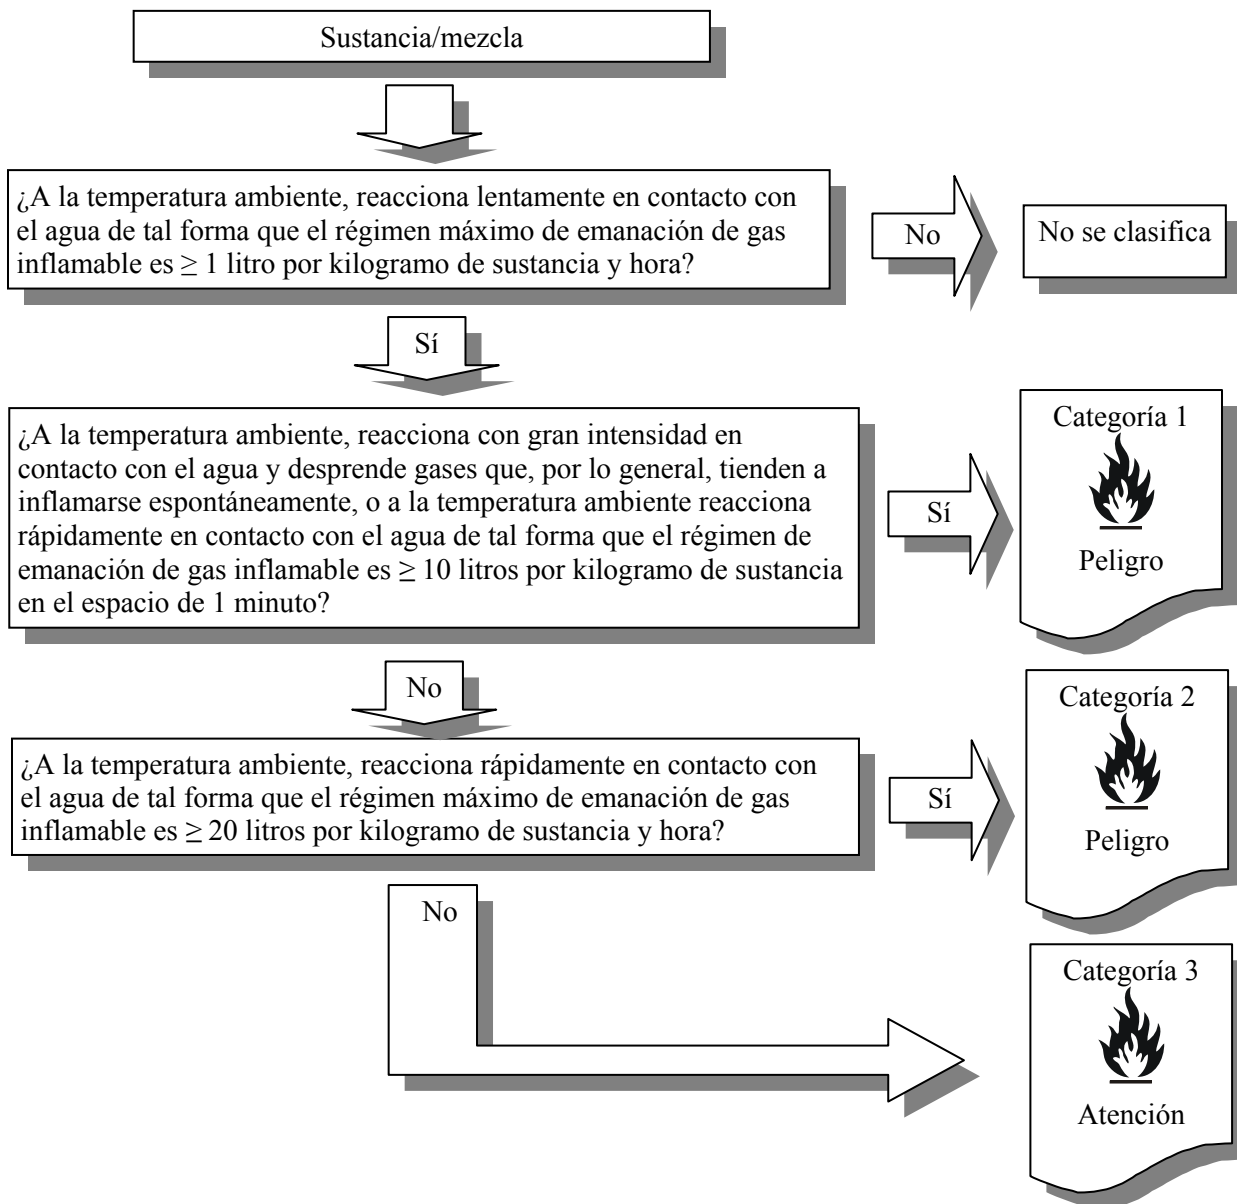 Sustancia/mezcla
¿A la temperatura ambiente, reacciona lentamente en contacto con
el agua de tal forma que el régimen máximo de emanación de gas
inflamable es ≥ 1 litro por kilogramo de sustancia y hora?
No
No se clasifica
Sí
¿A la temperatura ambiente, reacciona con gran intensidad en
contacto con el agua y desprende gases que, por lo general, tienden a
inflamarse espontáneamente, o a la temperatura ambiente reacciona
rápidamente en contacto con el agua de tal forma que el régimen de
emanación de gas inflamable es ≥ 10 litros por kilogramo de sustancia
en el espacio de 1 minuto?
Sí
Categoría 1
Peligro
No
¿A la temperatura ambiente, reacciona rápidamente en contacto con
el agua de tal forma que el régimen máximo de emanación de gas
inflamable es ≥ 20 litros por kilogramo de sustancia y hora?
Sí
Categoría 2
Peligro
No
Categoría 3
Atención